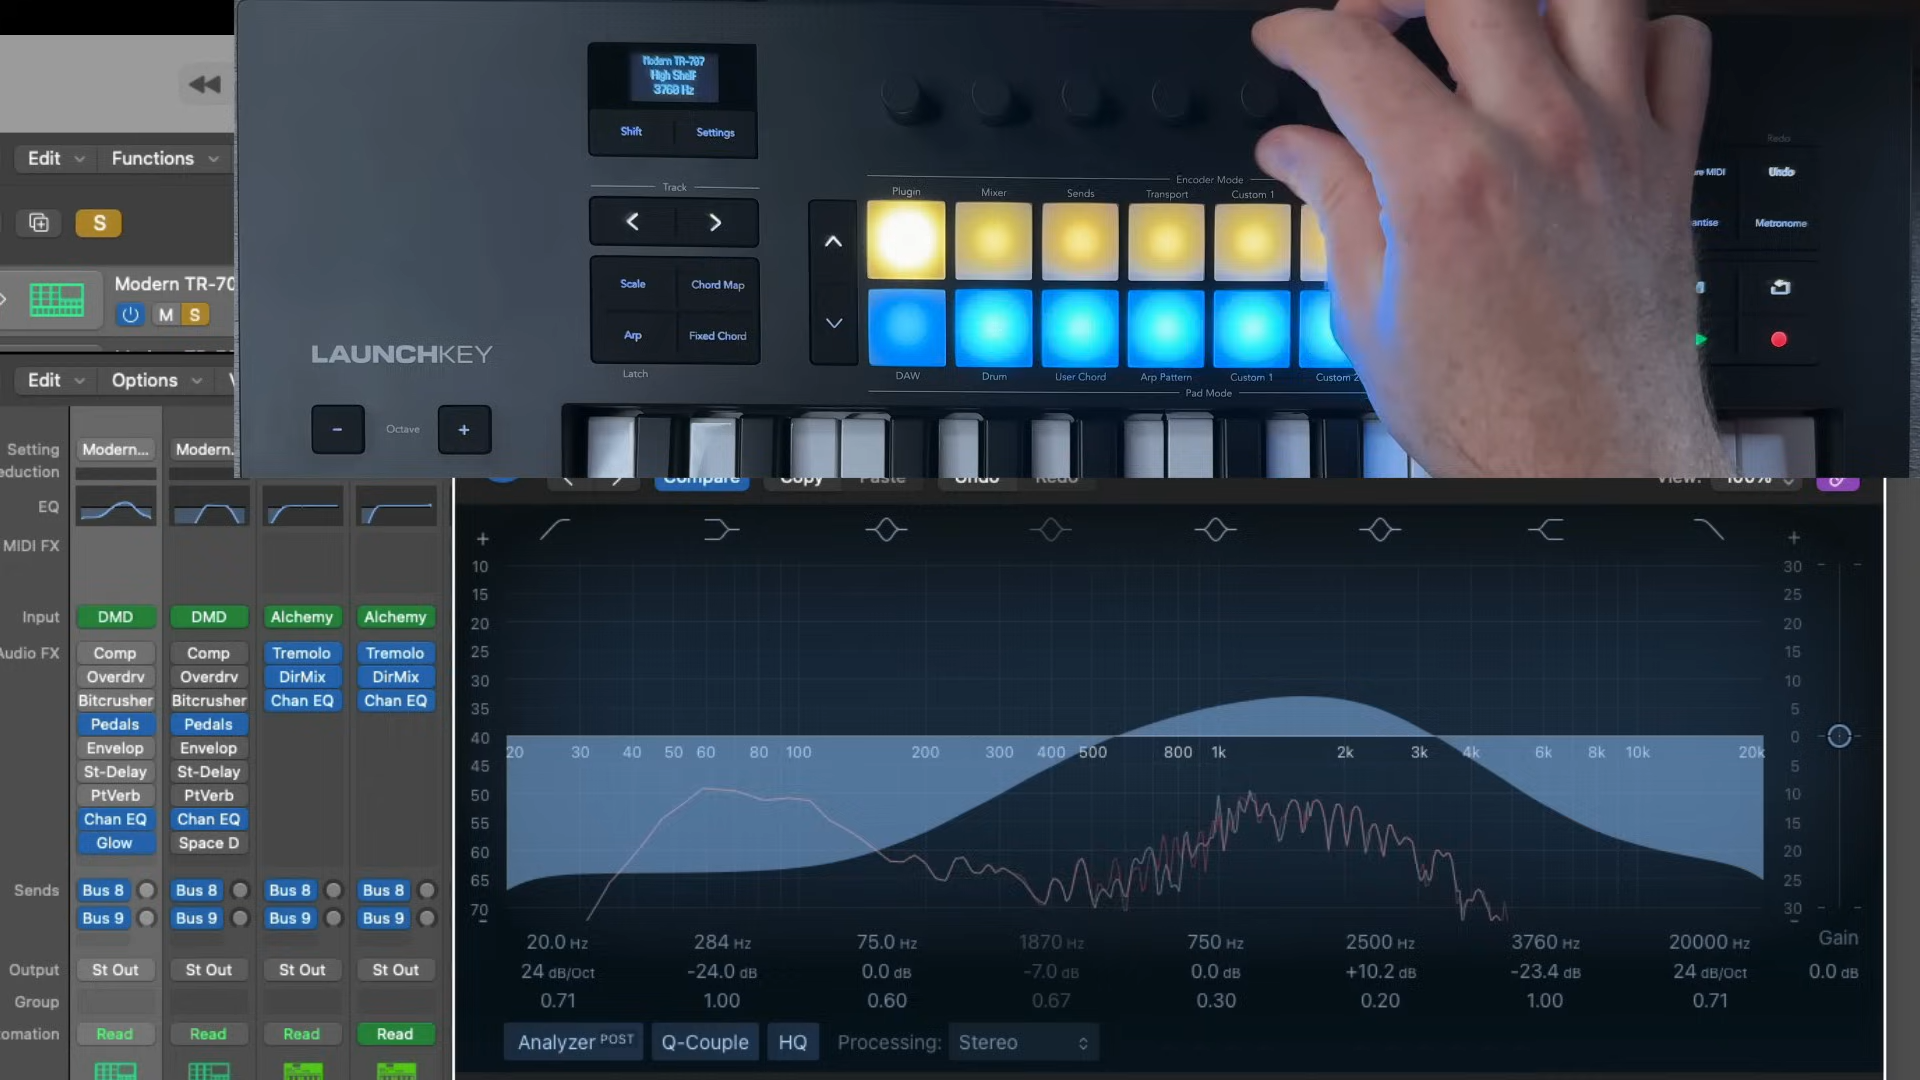 Modern TR-707
High Shelf
3760 Hz
Shift
Settings
Redo
Undo
Metronome
Track
Encoder Mode
Plugin
Mixer
Sends
Transport
Custom 1
Scale
Chord Map
Arp
Fixed Chord
Latch
LAUNCHKEY
DAW
Drum
User Chord
Arp Pattern
Custom 1
Custom 2
Pad Mode
- Octave +
Edit
Functions
S
Modern TR-70
M S
Edit
Options
Setting Modern... Modern.
eduction
EQ
MIDI FX
Input DMD DMD Alchemy Alchemy
Audio FX Comp Comp Tremolo Tremolo
Overdrv Overdrv DirMix DirMix
Bitcrusher Bitcrusher Chan EQ Chan EQ
Pedals Pedals
Envelop Envelop
St-Delay St-Delay
PtVerb PtVerb
Chan EQ Chan EQ
Glow Space D
Sends Bus 8 Bus 8 Bus 8 Bus 8
Bus 9 Bus 9 Bus 9 Bus 9
Output St Out St Out St Out St Out
Group
omation Read Read Read Read
Compare Copy Paste Undo Redo View: 100%
+ +
10 30
15 25
20 20
25 15
30 10
35 5
40 0
20 30 40 50 60 80 100 200 300 400 500 800 1k 2k 3k 4k 6k 8k 10k 20k
45 5
50 10
55 15
60 20
65 25
70 30
- -
20.0 Hz 284 Hz 75.0 Hz 1870 Hz 750 Hz 2500 Hz 3760 Hz 20000 Hz Gain
24 dB/Oct -24.0 dB 0.0 dB -7.0 dB 0.0 dB +10.2 dB -23.4 dB 24 dB/Oct 0.0 dB
0.71 1.00 0.60 0.67 0.30 0.20 1.00 0.71
Analyzer POST Q-Couple HQ Processing: Stereo